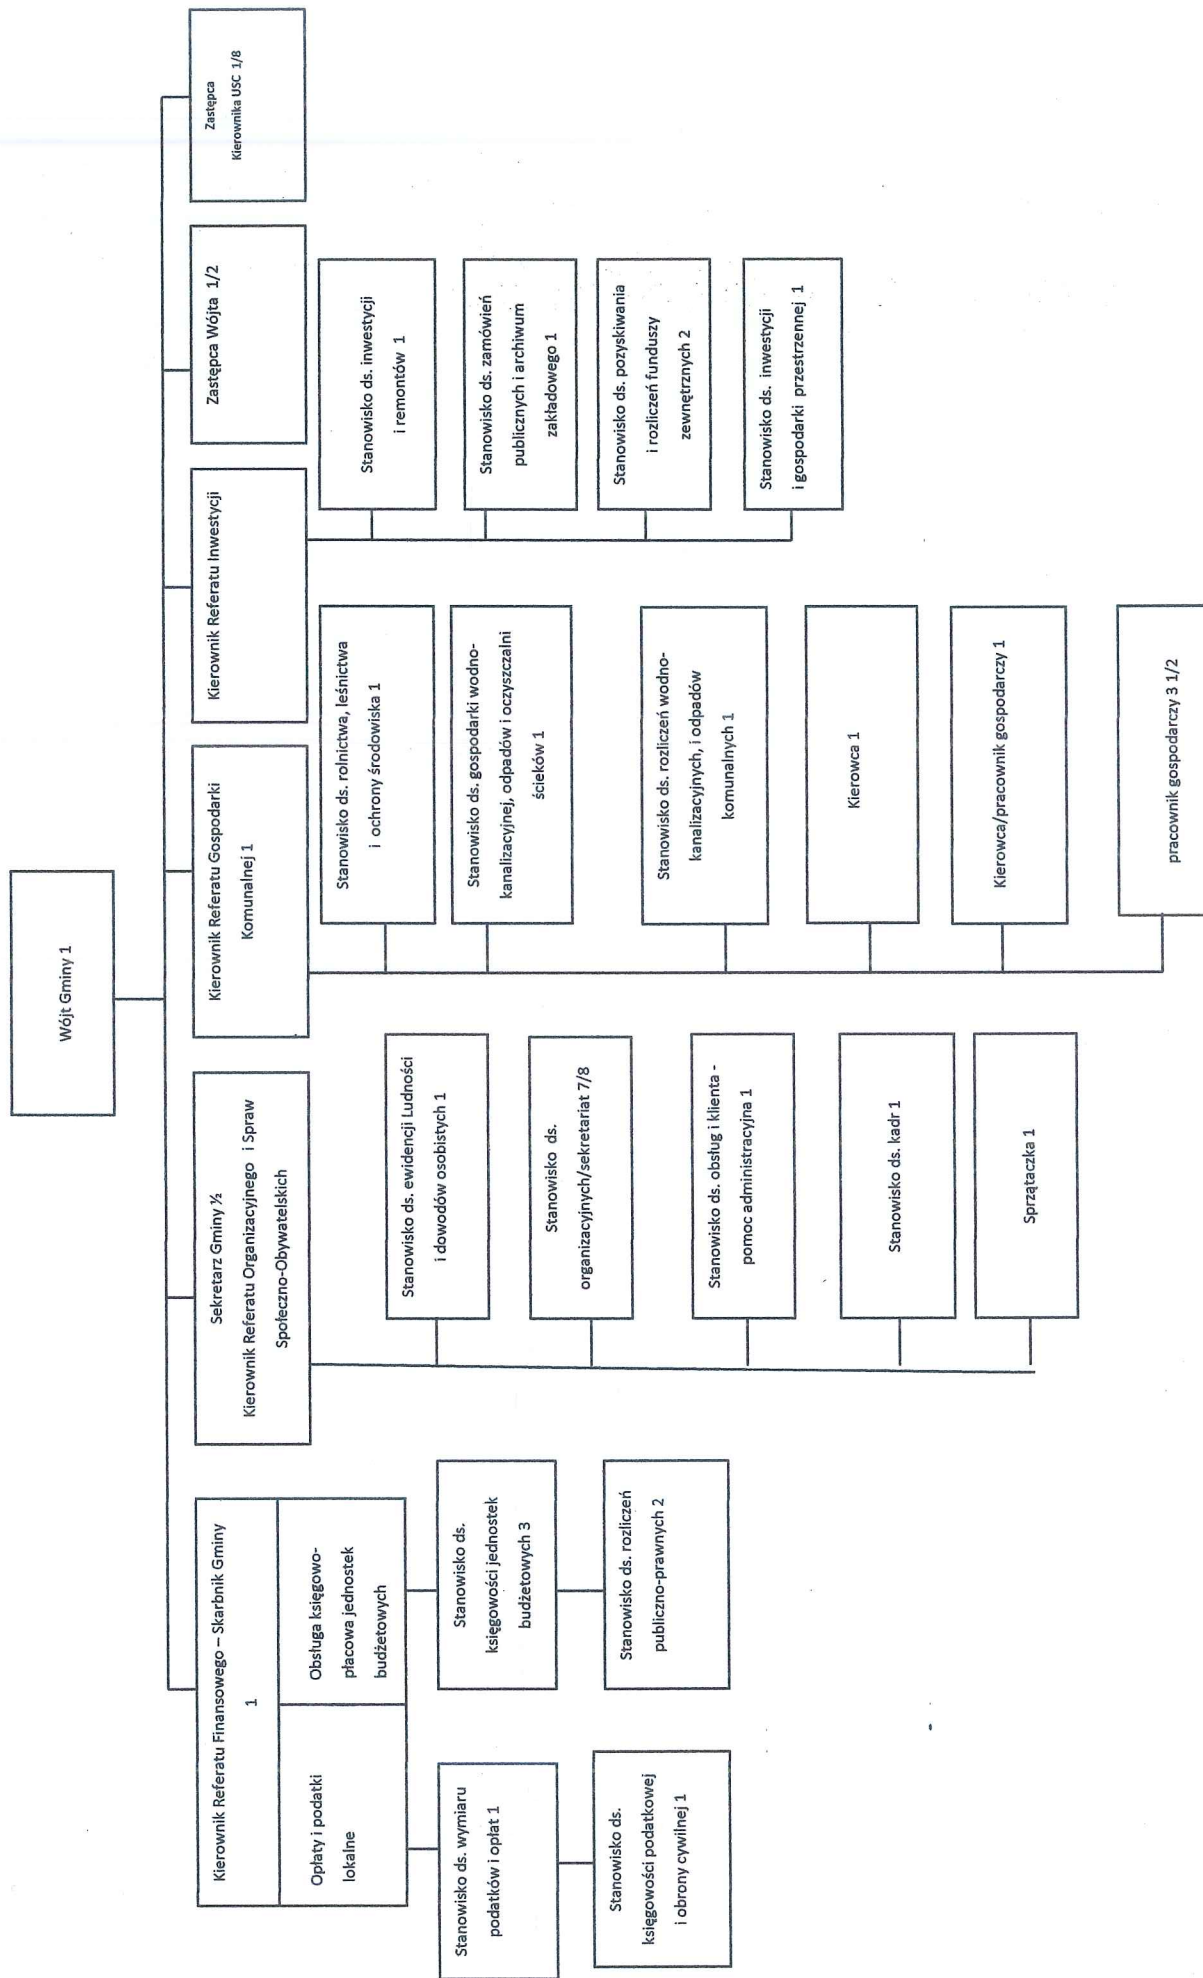 Wójt Gminy 1
Kierownik Referatu Finansowego – Skarbnik Gminy
1
Opłaty i podatki
lokalne
Obsługa księgowo-
płacowa jednostek
budżetowych
Stanowisko ds. wymiaru
podatków i opłat 1
Stanowisko ds.
księgowości podatkowej
i obrony cywilnej 1
Stanowisko ds.
księgowości jednostek
budżetowych 3
Stanowisko ds. rozliczeń
publiczno-prawnych 2
Sekretarz Gminy ½
Kierownik Referatu Organizacyjnego i Spraw
Społeczno-Obywatelskich
Stanowisko ds. ewidencji Ludności
i dowodów osobistych 1
Stanowisko ds.
organizacyjnych/sekretariat 7/8
Stanowisko ds. obsług i klienta -
pomoc administracyjna 1
Stanowisko ds. kadr 1
Sprzątaczka 1
Kierownik Referatu Gospodarki
Komunalnej 1
Stanowisko ds. rolnictwa, leśnictwa
i ochrony środowiska 1
Stanowisko ds. gospodarki wodno-
kanalizacyjnej, odpadów i oczyszczalni
ścieków 1
Stanowisko ds. rozliczeń wodno-
kanalizacyjnych, i odpadów
komunalnych 1
Kierowca 1
Kierowca/pracownik gospodarczy 1
pracownik gospodarczy 3 1/2
Kierownik Referatu Inwestycji
Stanowisko ds. inwestycji
i remontów 1
Stanowisko ds. zamówień
publicznych i archiwum
zakładowego 1
Stanowisko ds. pozyskiwania
i rozliczeń funduszy
zewnętrznych 2
Stanowisko ds. inwestycji
i gospodarki przestrzennej 1
Zastępca Wójta 1/2
Zastępca
Kierownika USC 1/8